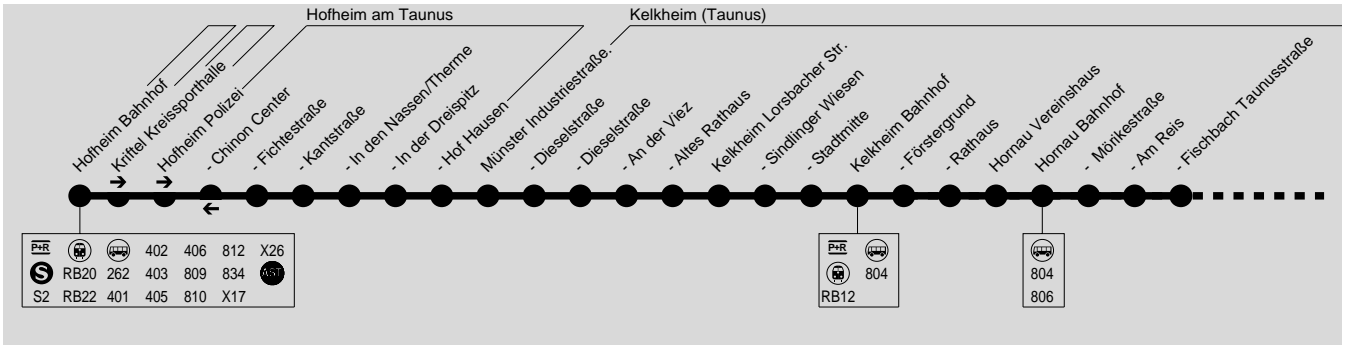 Hofheim am Taunus
Kelkheim (Taunus)
Hofheim Bahnhof
Kriftel Kreissporthalle
Hofheim Polizei
- Chinon Center
- Fichtestraße
- Kantstraße
- In den Nassen/Therme
- In der Dreispitz
- Hof Hausen
Münster Industriestraße.
- Dieselstraße
- Dieselstraße
- An der Viez
- Altes Rathaus
Kelkheim Lorsbacher Str.
- Sindlinger Wiesen
- Stadtmitte
Kelkheim Bahnhof
- Förstergrund
- Rathaus
Hornau Vereinshaus
Hornau Bahnhof
- Mörikestraße
- Am Reis
- Fischbach Taunusstraße
P+R 402 406 812 X26
S RB20 262 403 809 834 AST
S2 RB22 401 405 810 X17
P+R
804
RB12
804
806